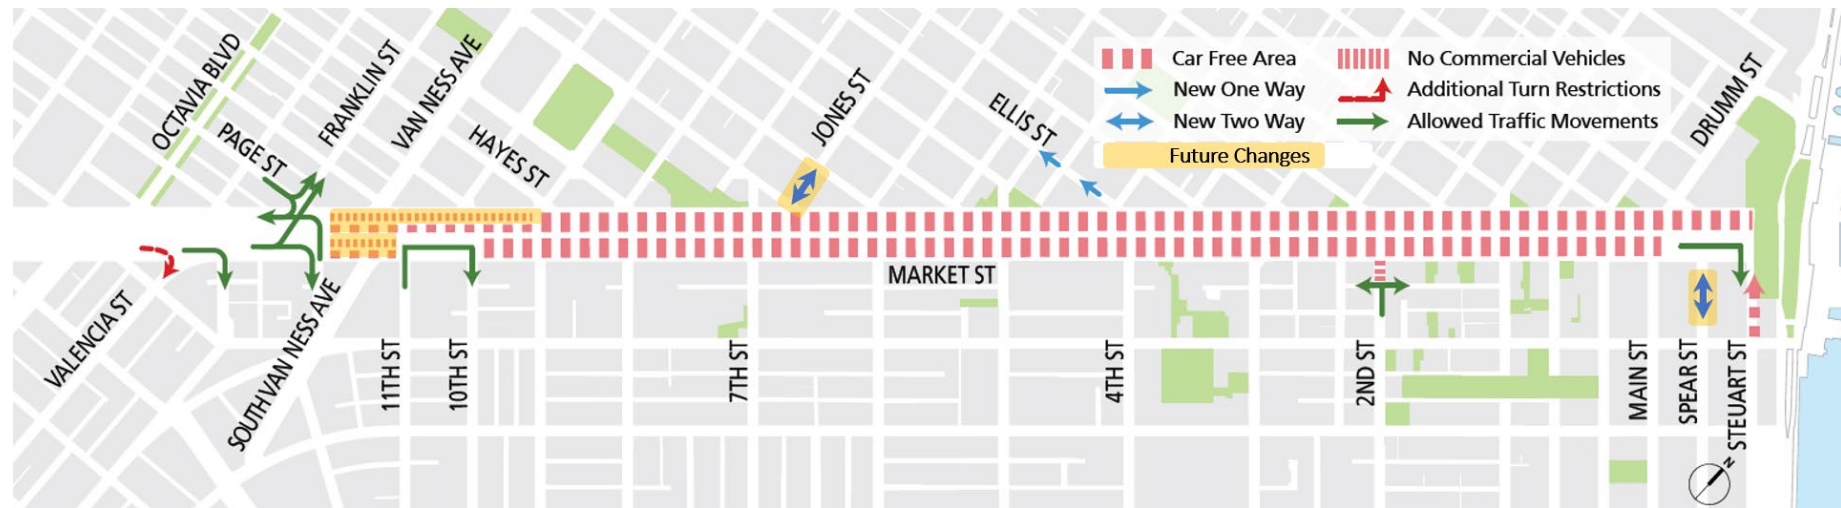 OCTAVIA BLVD
PAGE ST
FRANKLIN ST
VAN NESS AVE
HAYES ST
JONES ST
ELLIS ST
DRUMM ST
Car Free Area
No Commercial Vehicles
New One Way
Additional Turn Restrictions
New Two Way
Allowed Traffic Movements
Future Changes
MARKET ST
VALENCIA ST
SOUTH VAN NESS AVE
11TH ST
10TH ST
7TH ST
4TH ST
2ND ST
MAIN ST
SPEAR ST
STEUART ST
N